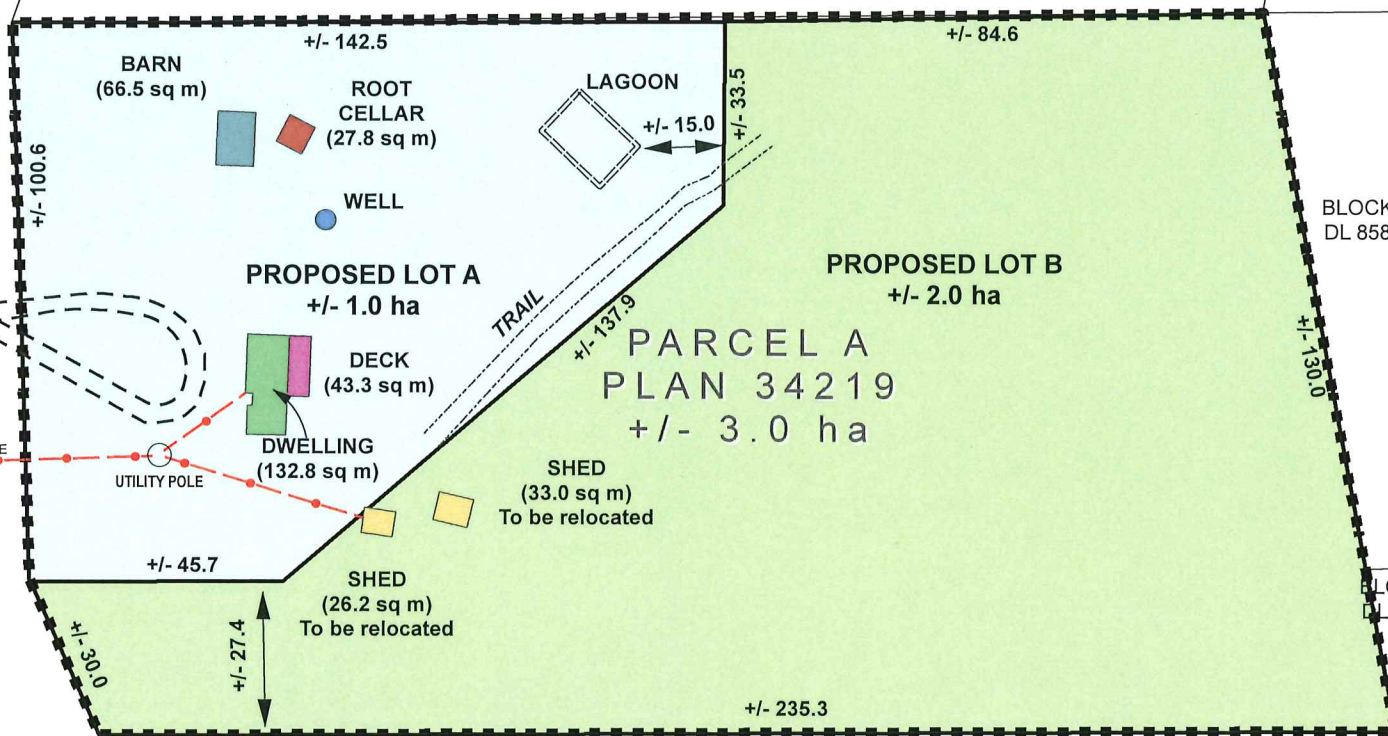 +/- 142.5
+/- 84.6
BARN
(66.5 sq m)
ROOT
CELLAR
(27.8 sq m)
LAGOON
+/- 15.0
+/- 33.5
+/- 100.6
WELL
BLOCK
DL 858
PROPOSED LOT A
+/- 1.0 ha
PROPOSED LOT B
+/- 2.0 ha
TRAIL
+/- 137.9
PARCEL A
PLAN 34219
+/- 3.0 ha
+/- 130.0
DECK
(43.3 sq m)
DWELLING
(132.8 sq m)
E
UTILITY POLE
SHED
(33.0 sq m)
To be relocated
+/- 45.7
SHED
(26.2 sq m)
To be relocated
+/- 30.0
+/- 27.4
+/- 235.3